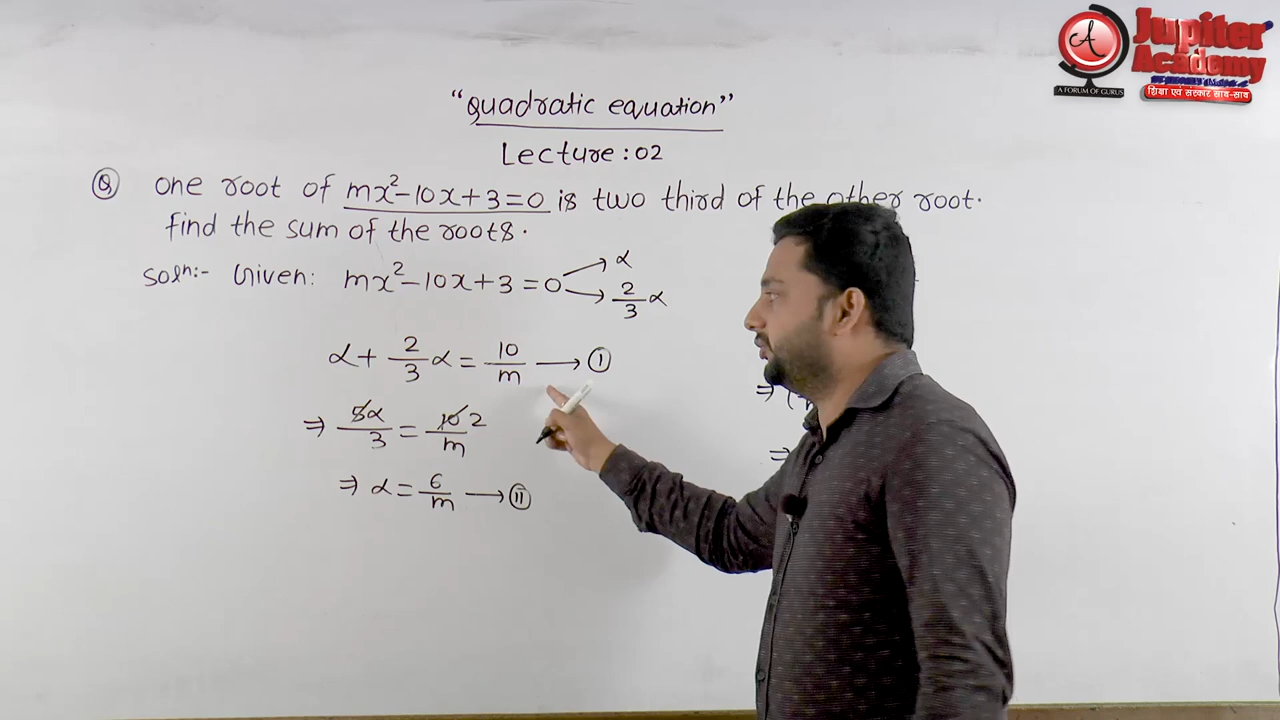 Jupiter
Academy
A FORUM OF GURUS
शिक्षा एवं संस्कार साथ-साथ
"Quadratic equation"
Lecture : 02
Q one root of mx²-10x+3=0 is two third of the other root.
find the sum of the roots.
Soln:- Given: mx²-10x+3=0 → α
→ 2/3 α
α + 2/3 α = 10/m → I
⇒ 5α/3 = 10/m 2
⇒ α = 6/m → II
⇒ (
⇒